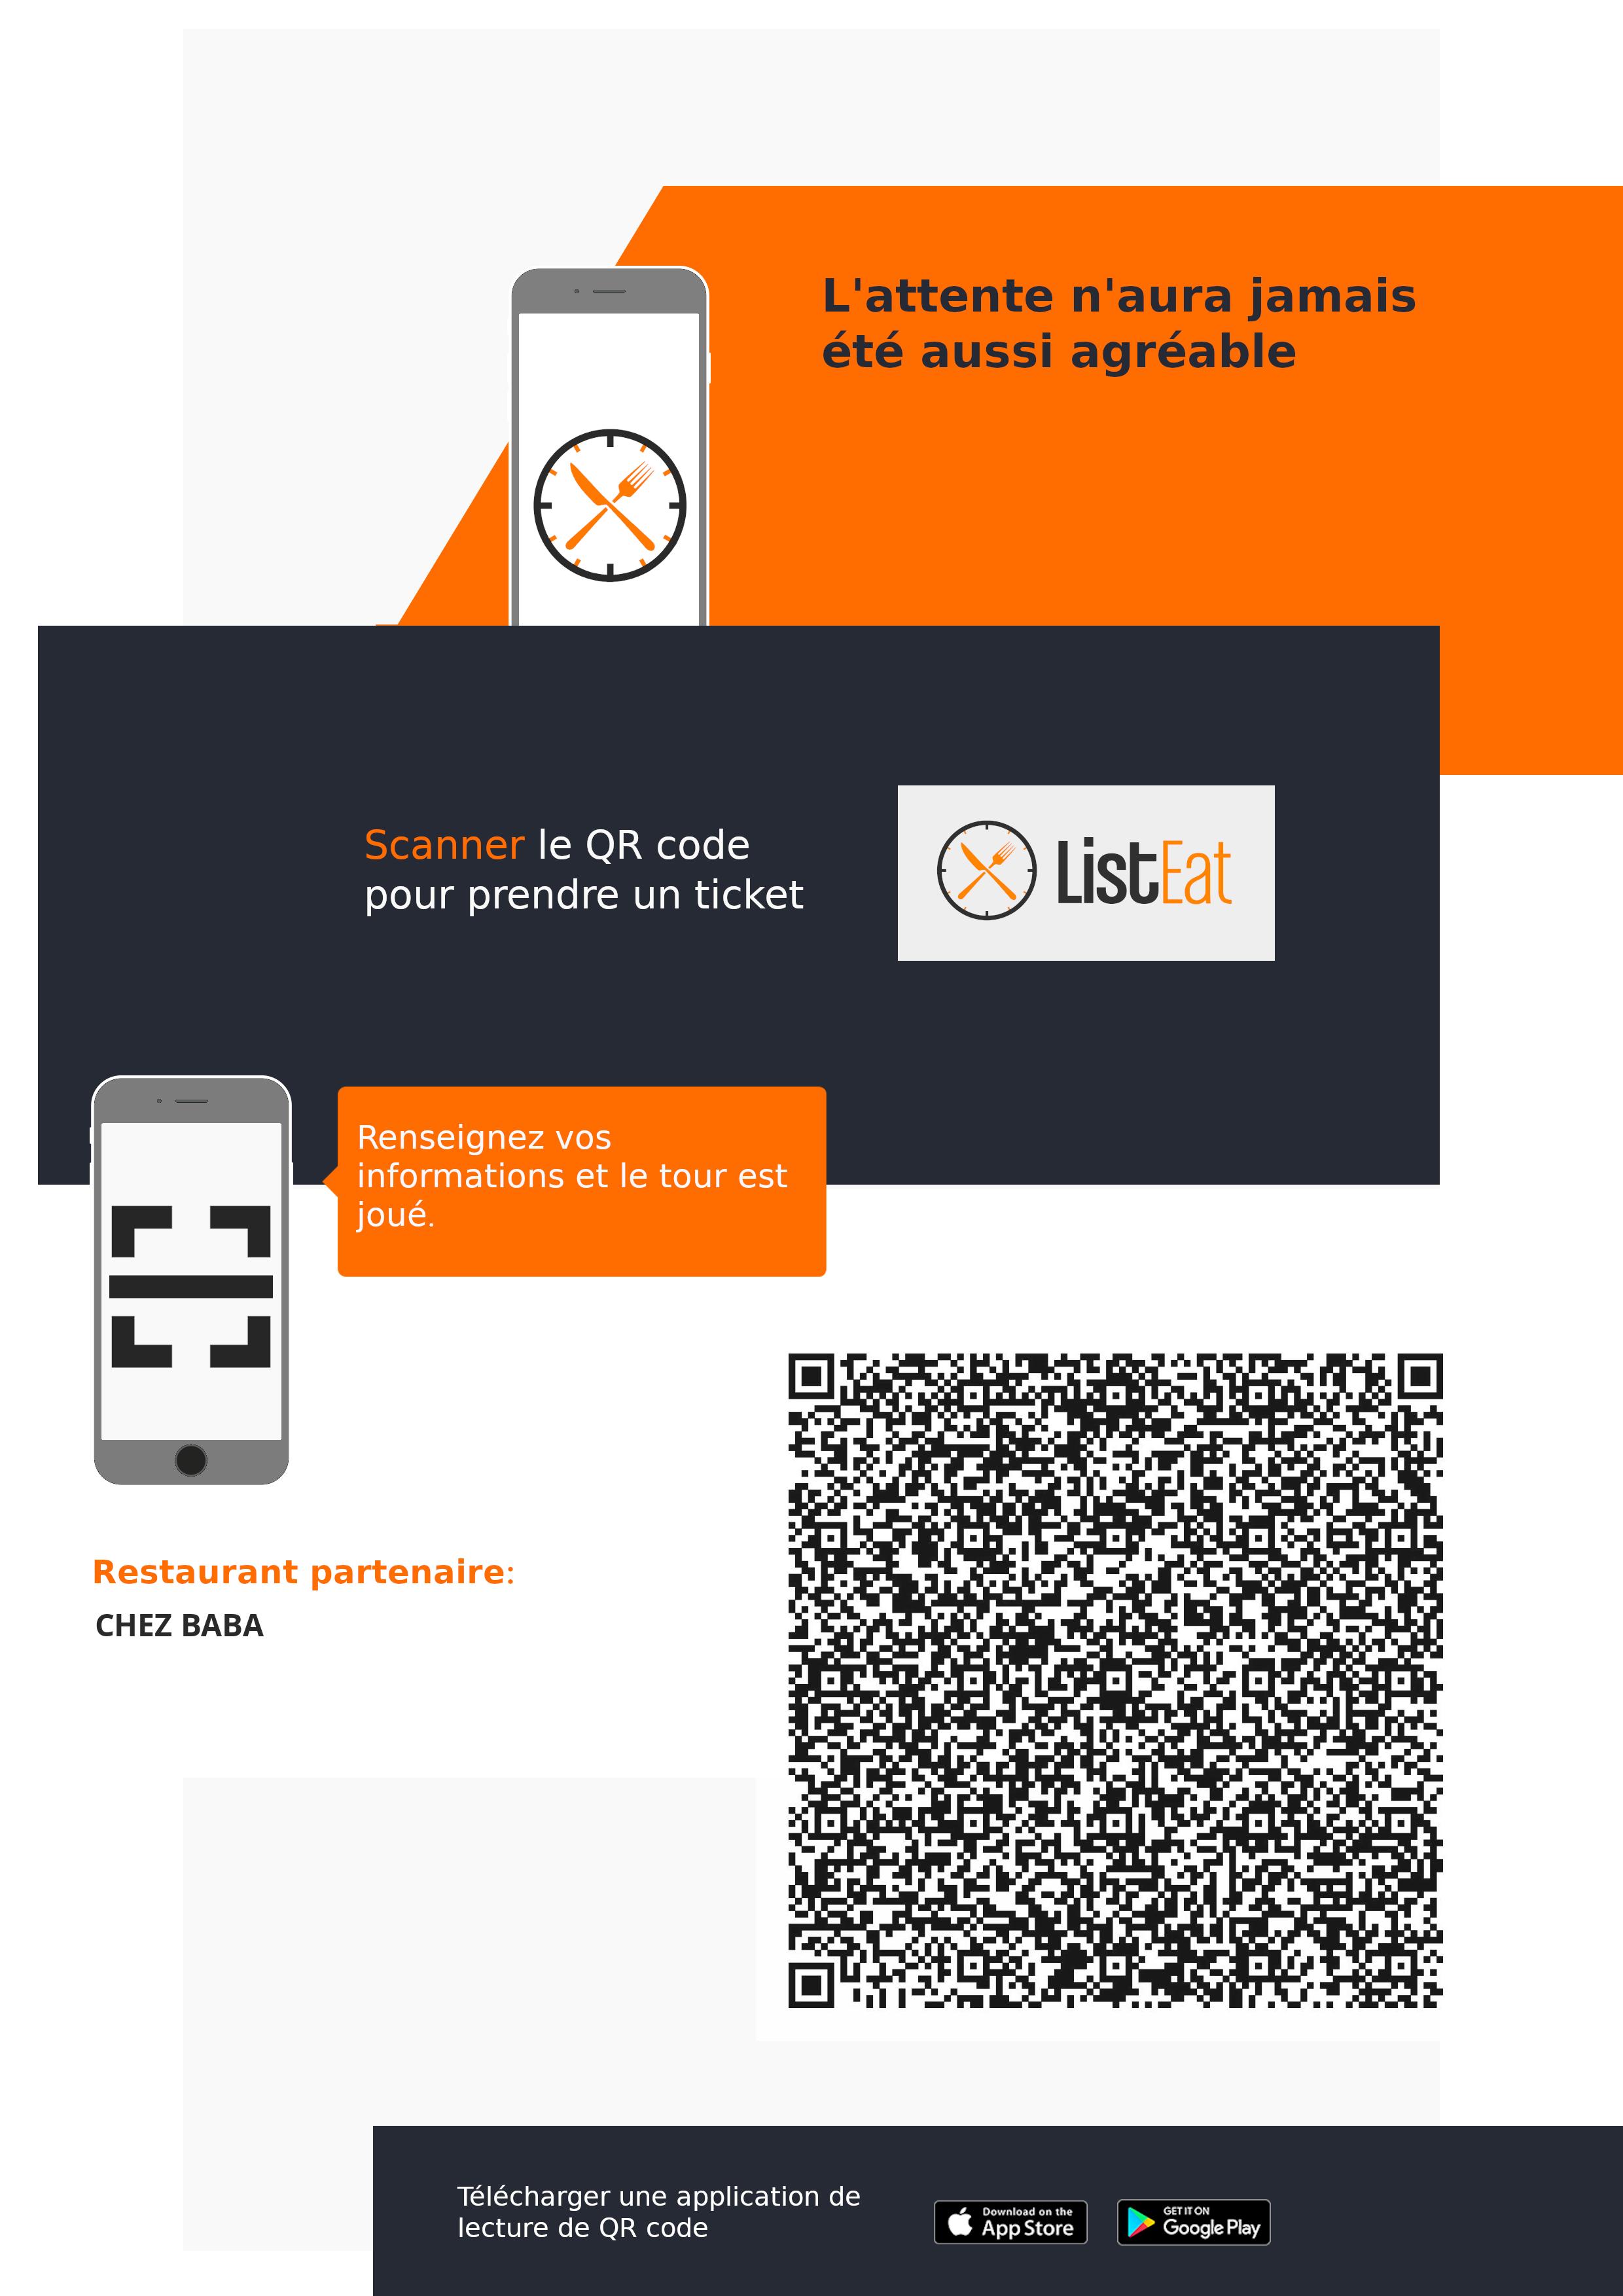 L'attente n'aura jamais
été aussi agréable
Scanner le QR code
pour prendre un ticket
ListEat
Renseignez vos
informations et le tour est
joué.
Restaurant partenaire:
CHEZ BABA
Télécharger une application de
lecture de QR code
Download on the
App Store
GET IT ON
Google Play